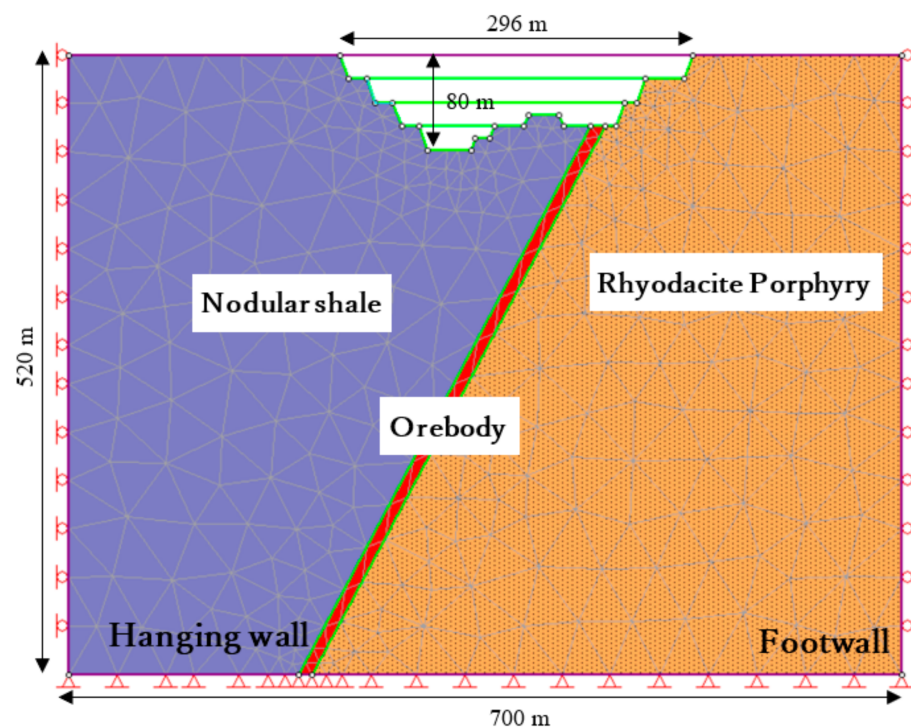 296 m
80 m
Rhyodacite Porphyry
Nodular shale
520 m
Orebody
Hanging wall
Footwall
700 m